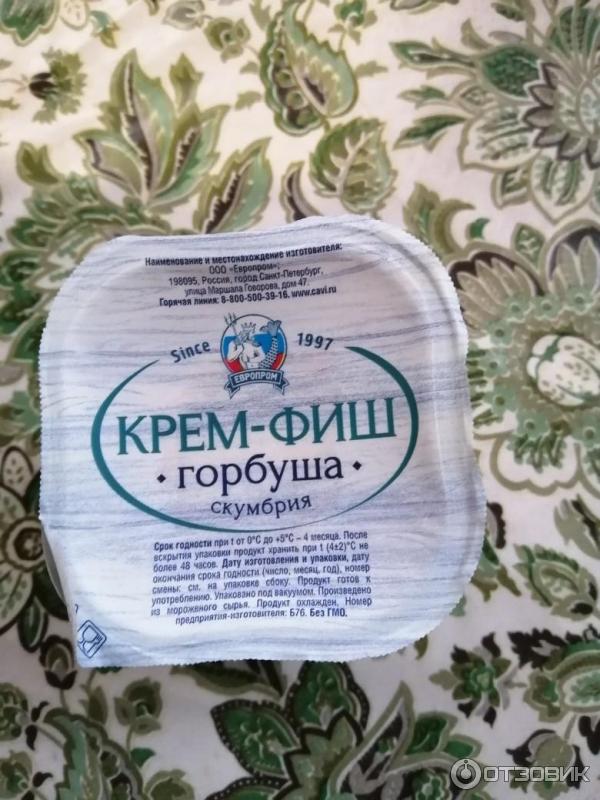 Наименование и местонахождение изготовителя:
ООО «Европром»;
198095, Россия, город Санкт-Петербург,
улица Маршала Говорова, дом 47.
Горячая линия: 8-800-500-39-16. www.cavi.ru
Since 1997
ЕВРОПРОМ
КРЕМ-ФИШ
• горбуша •
скумбрия
Срок годности при t от 0°C до +5°C – 4 месяца. После
вскрытия упаковки продукт хранить при t (4±2)°C не
более 48 часов. Дату изготовления и упаковки, дату
окончания срока годности (число, месяц, год), номер
смены: см. на упаковке сбоку. Продукт готов к
употреблению. Упаковано под вакуумом. Произведено
из мороженого сырья. Продукт охлажден. Номер
предприятия-изготовителя: Б76. Без ГМО.
ОТЗОВИК